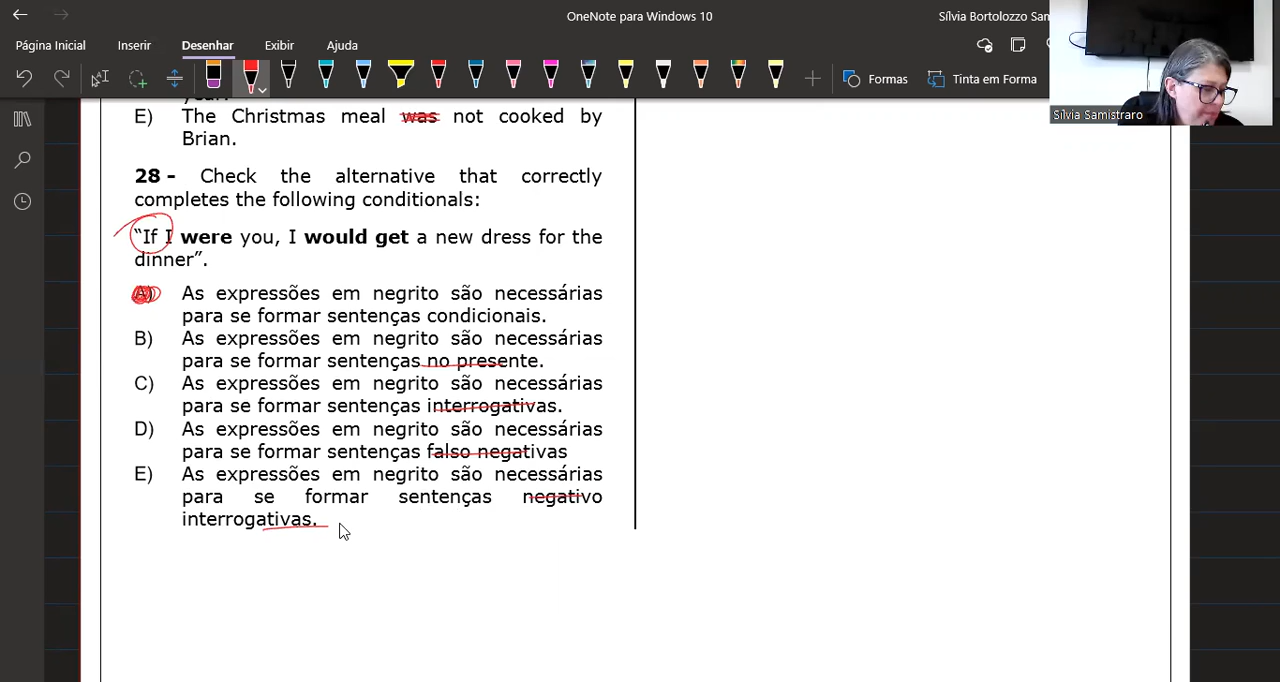 OneNote para Windows 10
Sílvia Bortolozzo Sam
Página Inicial Inserir Desenhar Exibir Ajuda
Formas Tinta em Forma
Sílvia Samistraro
E) The Christmas meal was not cooked by
Brian.
28 - Check the alternative that correctly
completes the following conditionals:
“If I were you, I would get a new dress for the
dinner”.
A) As expressões em negrito são necessárias
para se formar sentenças condicionais.
B) As expressões em negrito são necessárias
para se formar sentenças no presente.
C) As expressões em negrito são necessárias
para se formar sentenças interrogativas.
D) As expressões em negrito são necessárias
para se formar sentenças falso negativas
E) As expressões em negrito são necessárias
para se formar sentenças negativo
interrogativas.